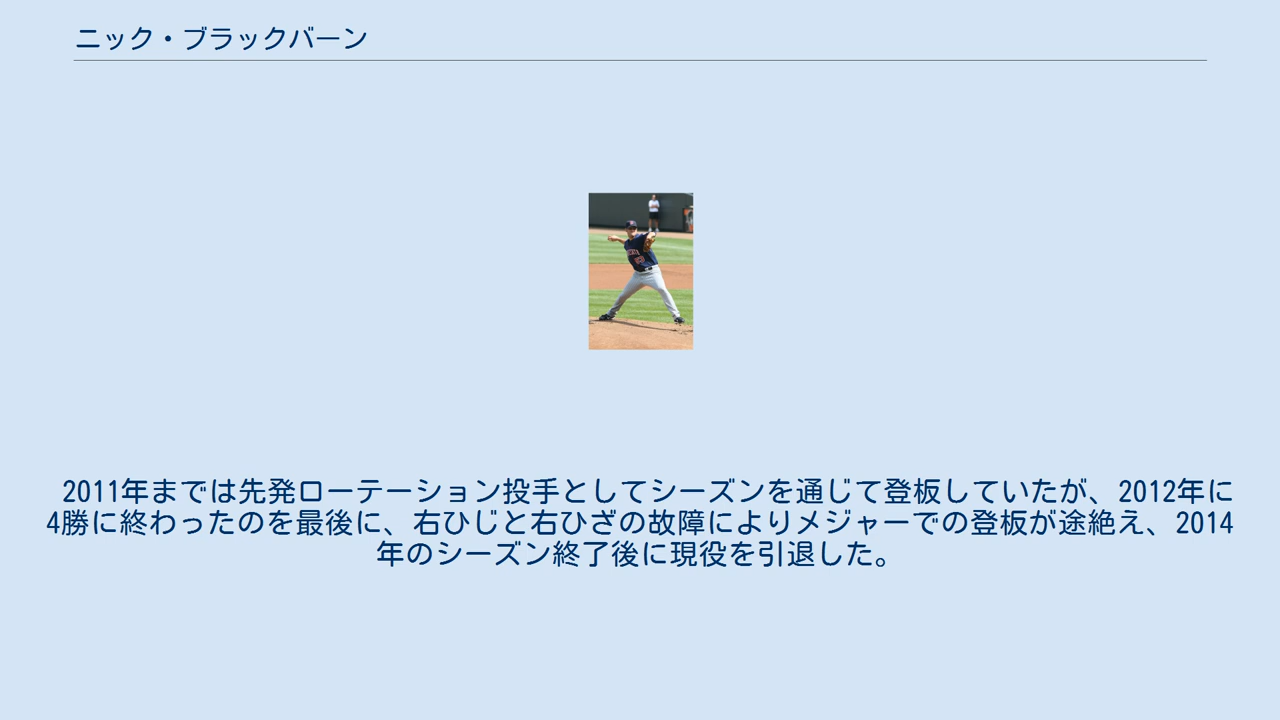 ニック・ブラックバーン
2011年までは先発ローテーション投手としてシーズンを通じて登板していたが、2012年に
4勝に終わったのを最後に、右ひじと右ひざの故障によりメジャーでの登板が途絶え、2014
年のシーズン終了後に現役を引退した。